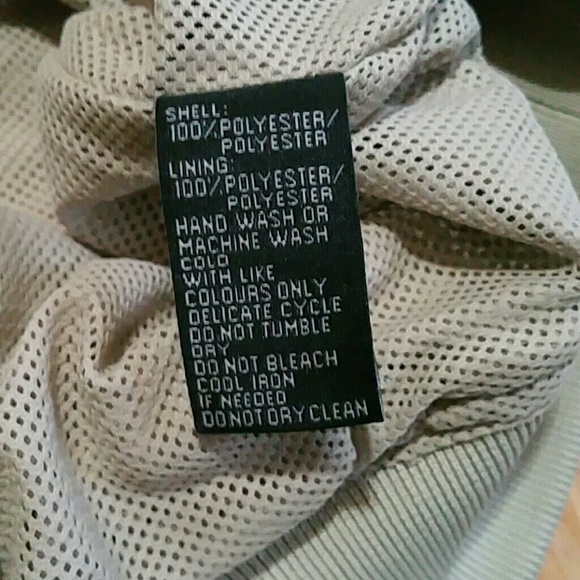 SHELL:
100% POLYESTER/
POLYESTER
LINING:
100% POLYESTER/
POLYESTER
HAND WASH OR
MACHINE WASH
COLD
WITH LIKE
COLOURS ONLY
DELICATE CYCLE
DO NOT TUMBLE
DRY
DO NOT BLEACH
COOL IRON
IF NEEDED
DO NOT DRY CLEAN